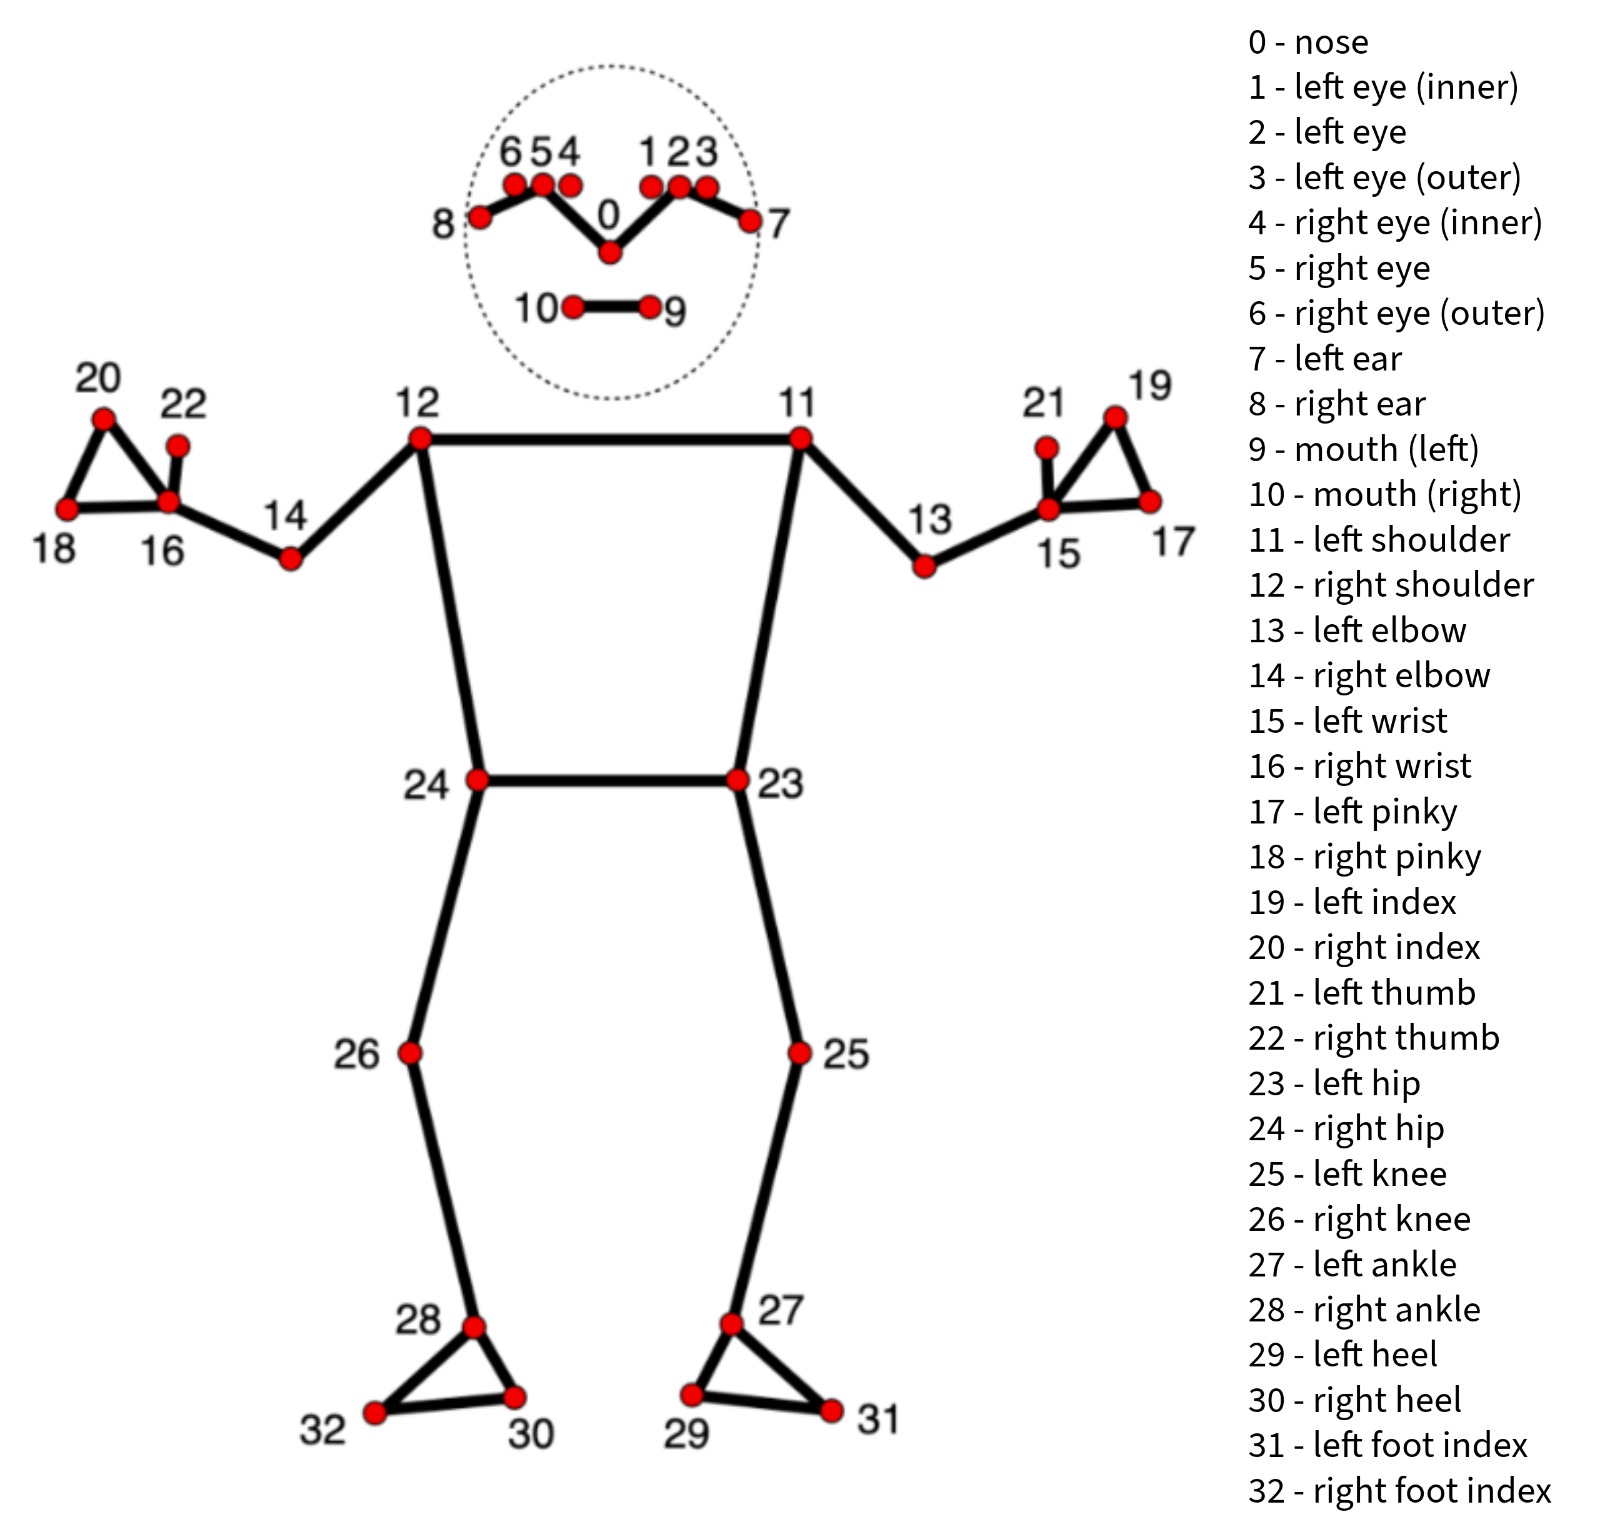 6 5 4 1 2 3
8 0 7
10 9
20 22 12 11 21 19
18 16 14 13 15 17
24 23
26 25
28 27
32 30 29 31
0 - nose
1 - left eye (inner)
2 - left eye
3 - left eye (outer)
4 - right eye (inner)
5 - right eye
6 - right eye (outer)
7 - left ear
8 - right ear
9 - mouth (left)
10 - mouth (right)
11 - left shoulder
12 - right shoulder
13 - left elbow
14 - right elbow
15 - left wrist
16 - right wrist
17 - left pinky
18 - right pinky
19 - left index
20 - right index
21 - left thumb
22 - right thumb
23 - left hip
24 - right hip
25 - left knee
26 - right knee
27 - left ankle
28 - right ankle
29 - left heel
30 - right heel
31 - left foot index
32 - right foot index